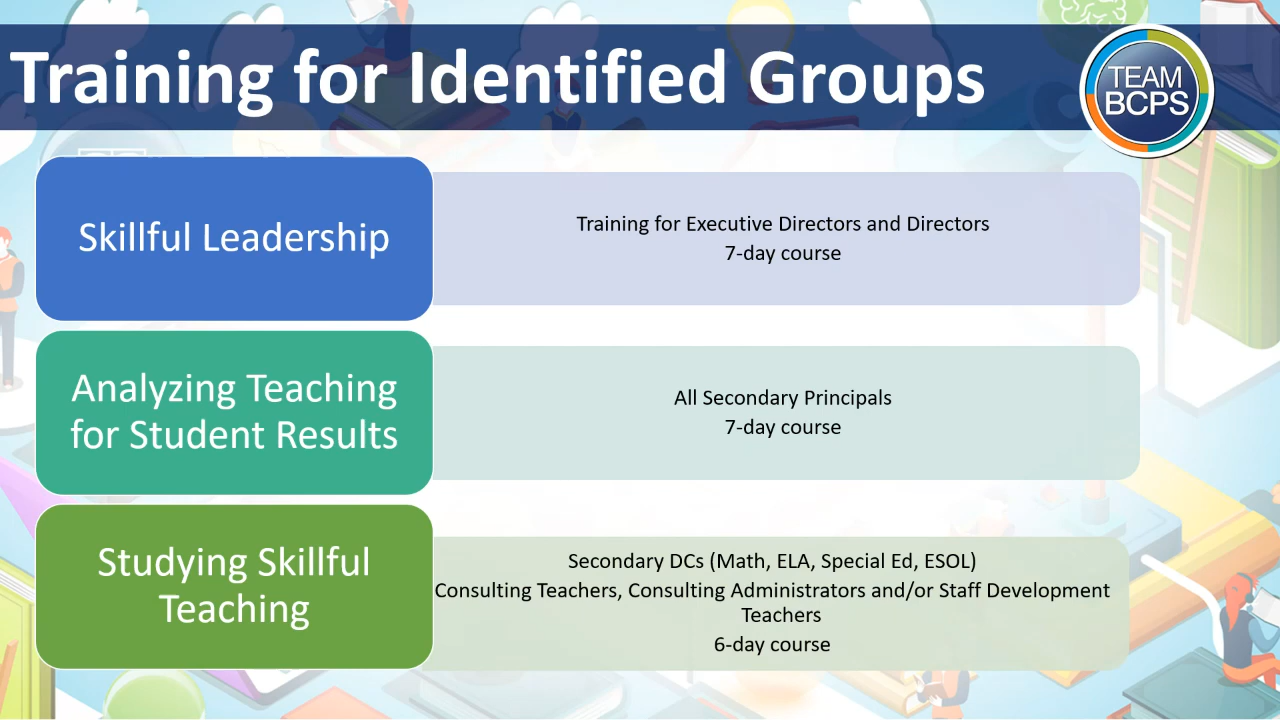 Training for Identified Groups
TEAM
BCPS
Skillful Leadership
Training for Executive Directors and Directors
7-day course
Analyzing Teaching
for Student Results
All Secondary Principals
7-day course
Studying Skillful
Teaching
Secondary DCs (Math, ELA, Special Ed, ESOL)
Consulting Teachers, Consulting Administrators and/or Staff Development
Teachers
6-day course